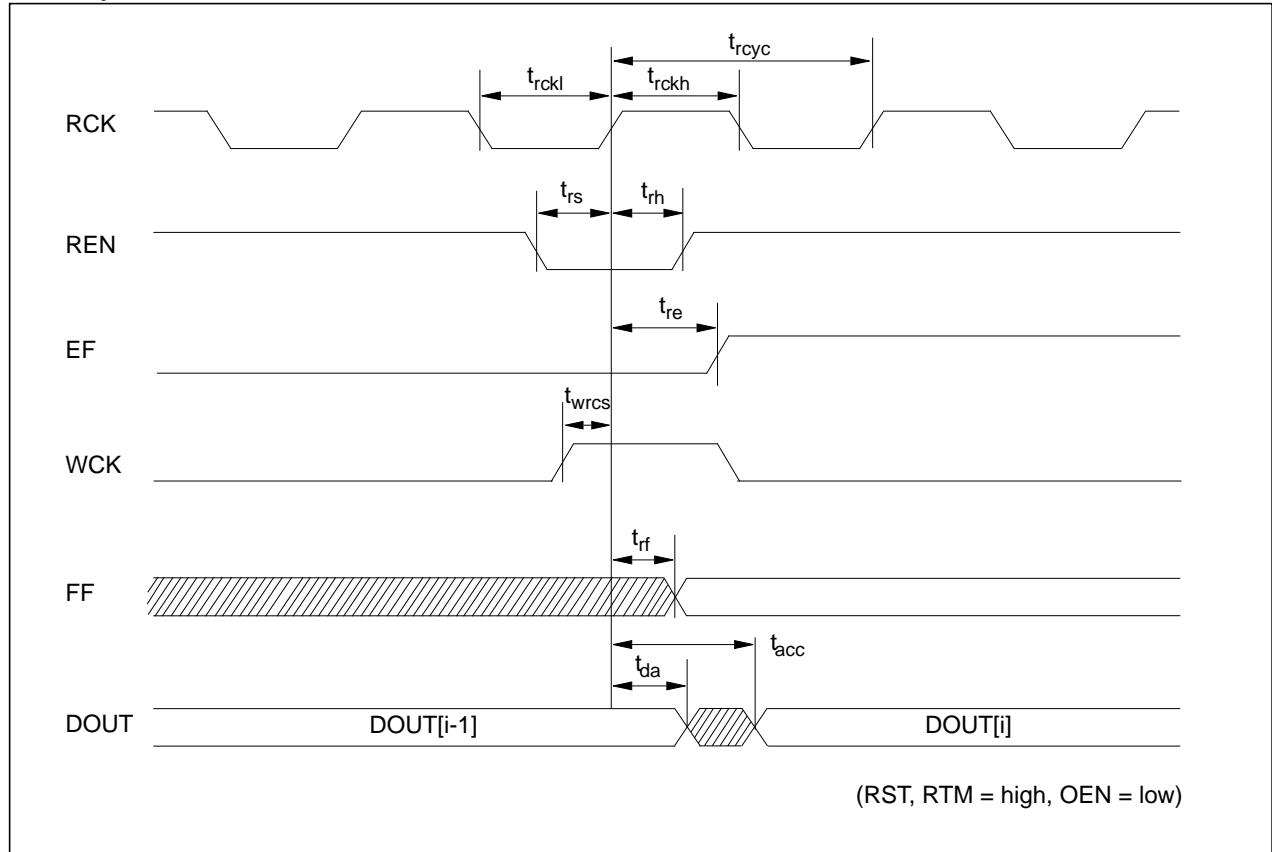 trcyc
trckl
trckh
RCK
trs
trh
REN
tre
EF
twrcs
WCK
trf
FF
tacc
tda
DOUT
DOUT[i-1]
DOUT[i]
(RST, RTM = high, OEN = low)